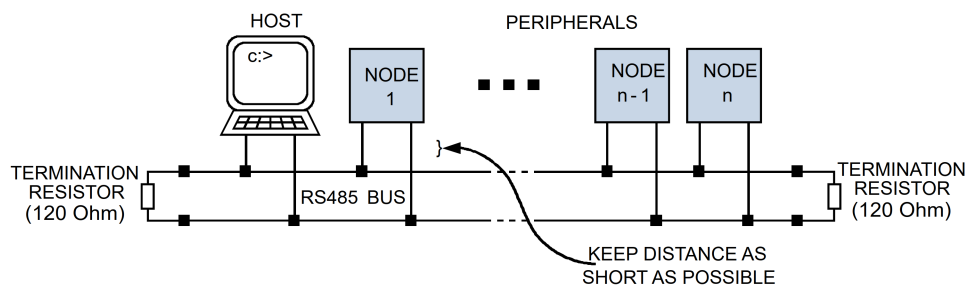 HOST
PERIPHERALS
c:>
NODE
1
NODE
n-1
NODE
n
}
TERMINATION
RESISTOR
(120 Ohm)
RS485 BUS
TERMINATION
RESISTOR
(120 Ohm)
KEEP DISTANCE AS
SHORT AS POSSIBLE